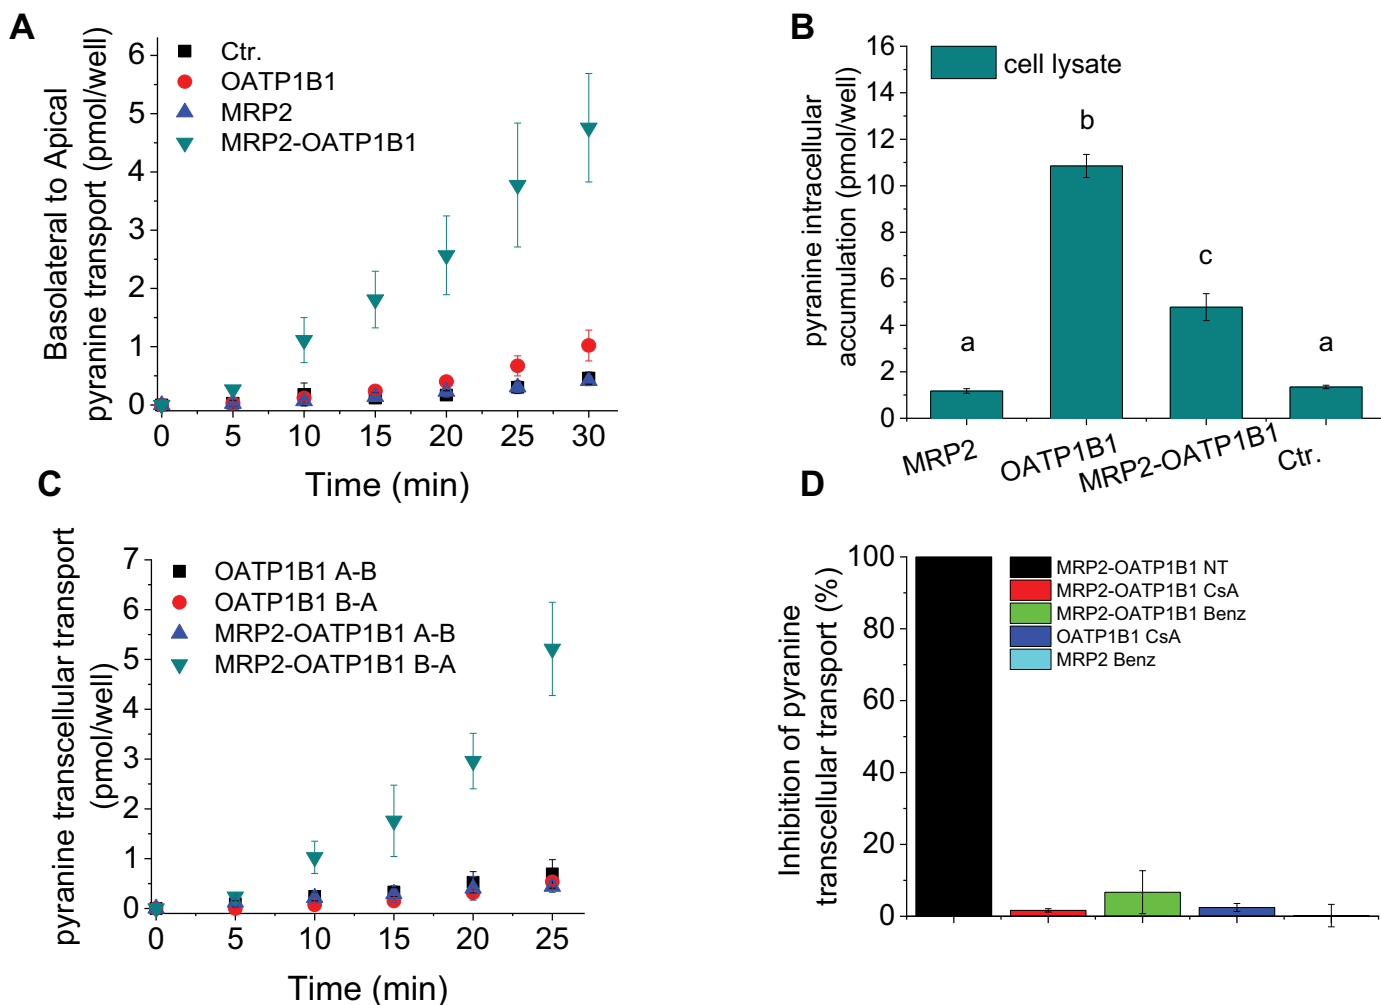 A
Basolateral to Apical
pyranine transport (pmol/well)
6
5
4
3
2
1
0
Ctr.
OATP1B1
MRP2
MRP2-OATP1B1
0 5 10 15 20 25 30
Time (min)
B
pyranine intracellular
accumulation (pmol/well)
16
14
12
10
8
6
4
2
0
cell lysate
a
b
c
a
MRP2
OATP1B1
MRP2-OATP1B1
Ctr.
C
pyranine transcellular transport
(pmol/well)
7
6
5
4
3
2
1
0
OATP1B1 A-B
OATP1B1 B-A
MRP2-OATP1B1 A-B
MRP2-OATP1B1 B-A
0 5 10 15 20 25
Time (min)
D
Inhibition of pyranine
transcellular transport (%)
100
80
60
40
20
0
MRP2-OATP1B1 NT
MRP2-OATP1B1 CsA
MRP2-OATP1B1 Benz
OATP1B1 CsA
MRP2 Benz